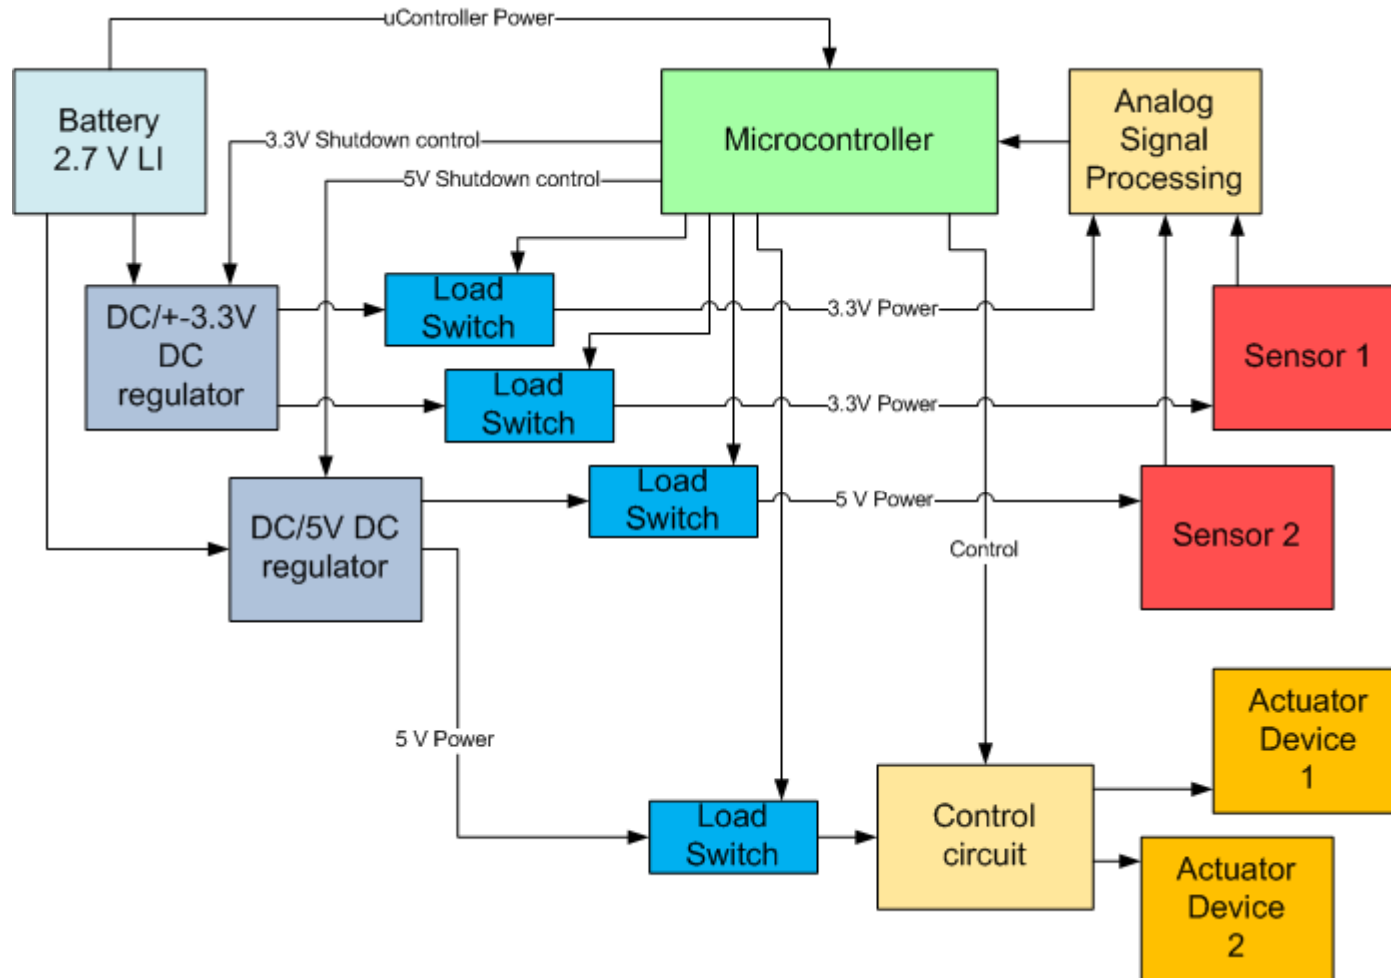 uController Power
Battery
2.7 V LI
Microcontroller
Analog
Signal
Processing
3.3V Shutdown control
5V Shutdown control
DC/+-3.3V
DC
regulator
Load
Switch
3.3V Power
Sensor 1
Load
Switch
3.3V Power
DC/5V DC
regulator
Load
Switch
5 V Power
Sensor 2
Control
5 V Power
Actuator
Device
1
Load
Switch
Control
circuit
Actuator
Device
2